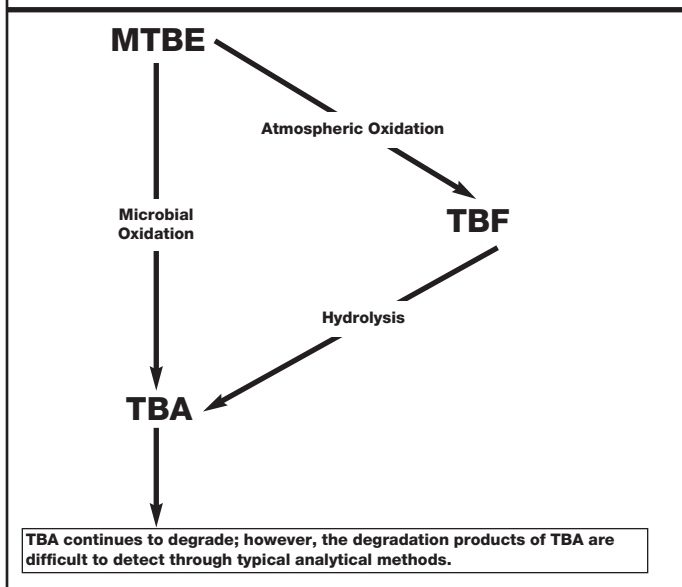 MTBE
Atmospheric Oxidation
Microbial
Oxidation
TBF
Hydrolysis
TBA
TBA continues to degrade; however, the degradation products of TBA are
difficult to detect through typical analytical methods.